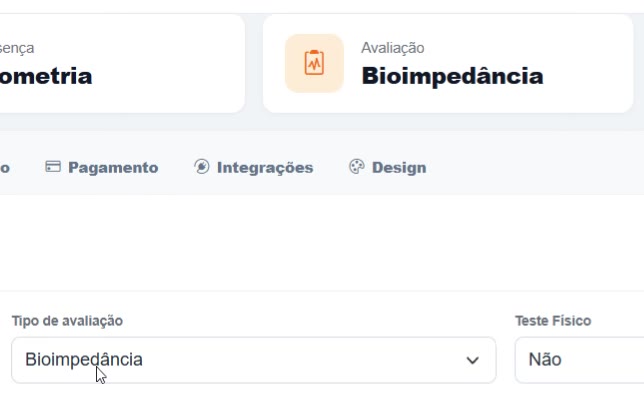 sença
ometria
Avaliação
Bioimpedância
o
Pagamento
Integrações
Design
Tipo de avaliação
Teste Físico
Bioimpedância
Não